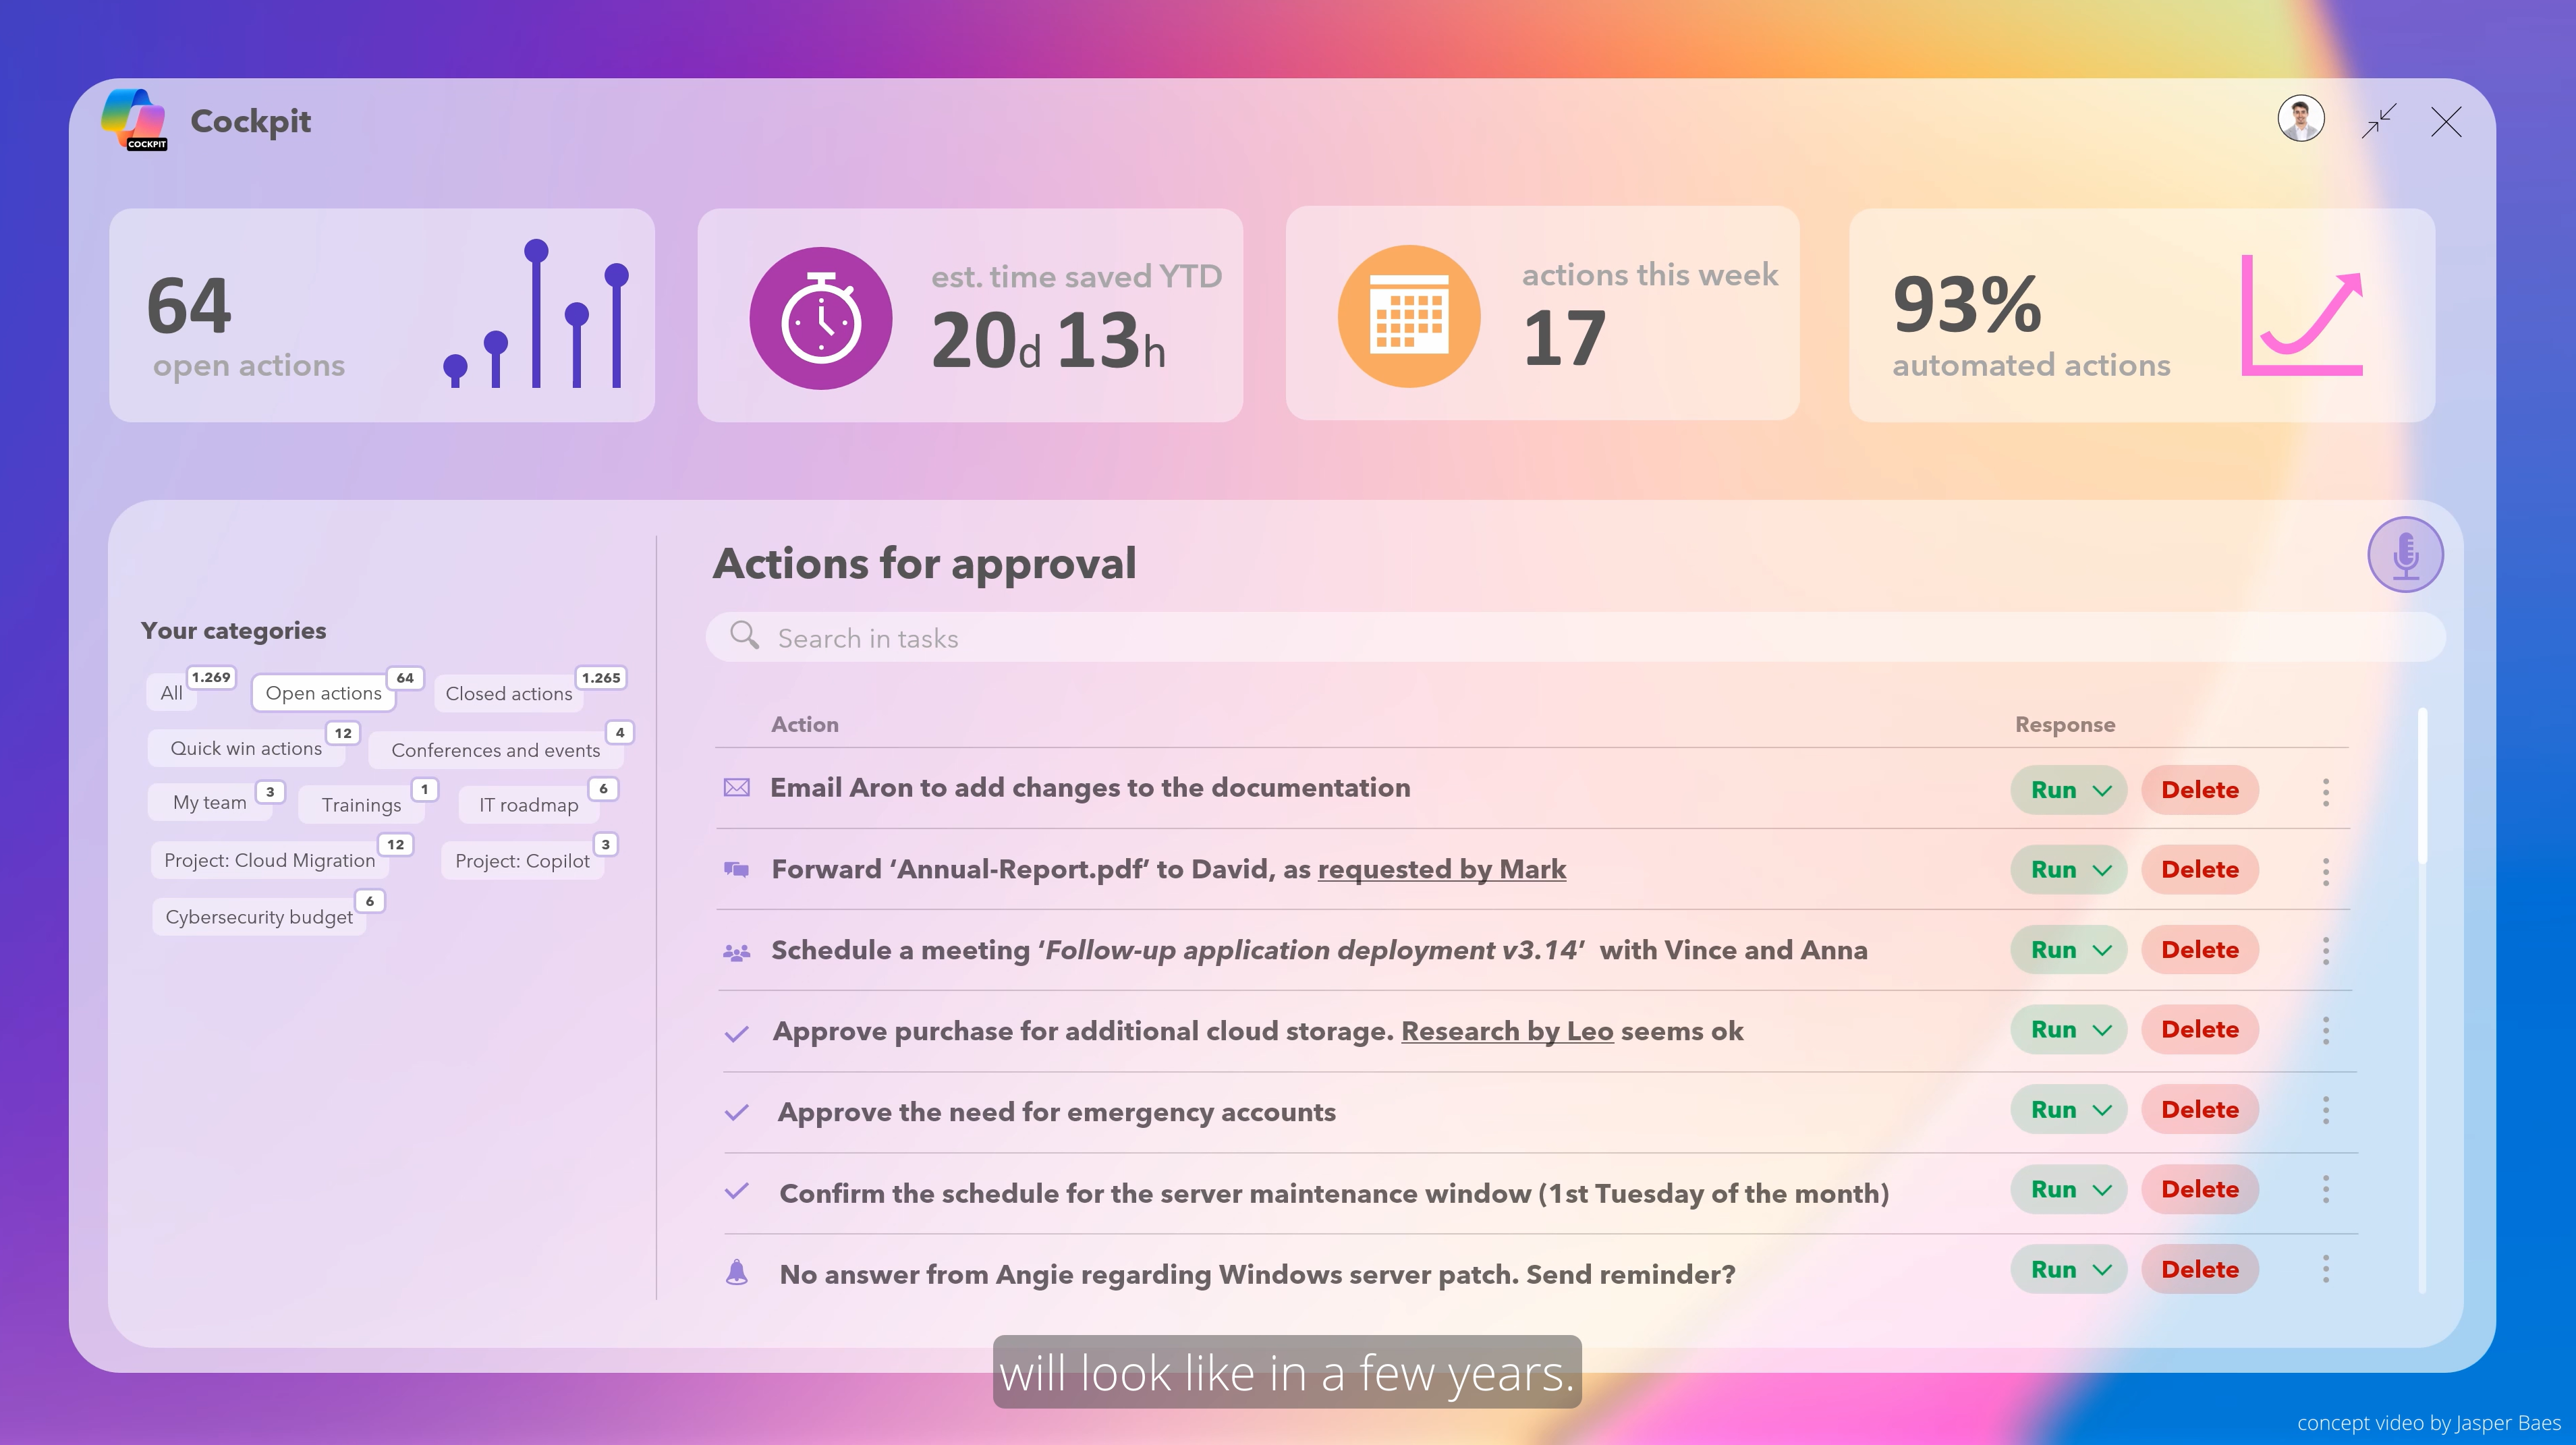 COCKPIT
Cockpit
64
open actions
est. time saved YTD
20d 13h
actions this week
17
93%
automated actions
Your categories
All 1.269
Open actions 64
Closed actions 1.265
Quick win actions 12
Conferences and events 4
My team 3
Trainings 1
IT roadmap 6
Project: Cloud Migration 12
Project: Copilot 3
Cybersecurity budget 6
Actions for approval
Search in tasks
Action Response
Email Aron to add changes to the documentation Run Delete
Forward ‘Annual-Report.pdf’ to David, as requested by Mark Run Delete
Schedule a meeting ‘Follow-up application deployment v3.14’ with Vince and Anna Run Delete
Approve purchase for additional cloud storage. Research by Leo seems ok Run Delete
Approve the need for emergency accounts Run Delete
Confirm the schedule for the server maintenance window (1st Tuesday of the month) Run Delete
No answer from Angie regarding Windows server patch. Send reminder? Run Delete
will look like in a few years.
concept video by Jasper Baes